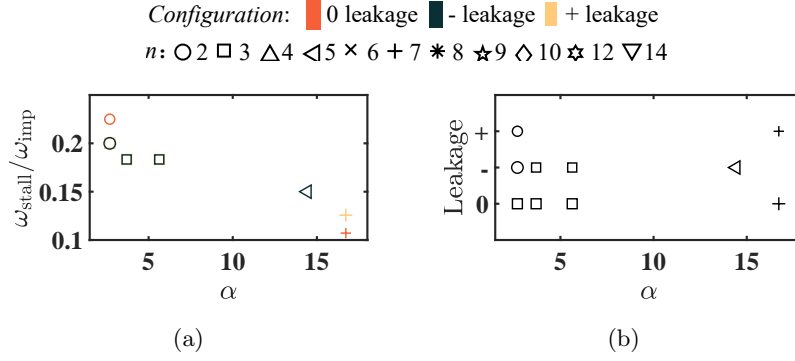 Configuration: 0 leakage - leakage + leakage
n: 2 3 4 5 6 7 8 9 10 12 14
ω_stall/ω_imp
0.2
0.15
0.1
5 10 15
α
(a)
Leakage
+
-
0
5 10 15
α
(b)